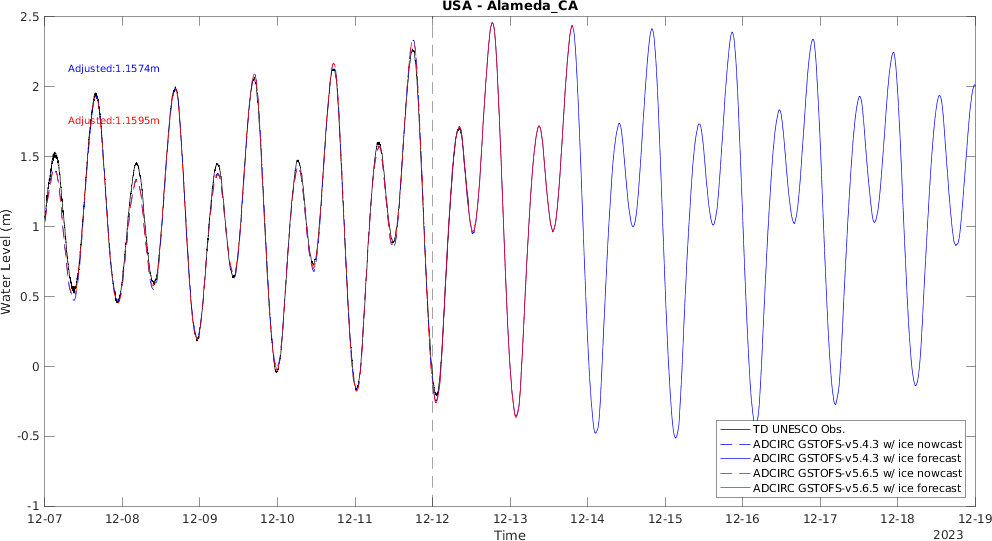 USA - Alameda_CA
2.5
2
1.5
1
0.5
0
-0.5
-1
Water Level (m)
Adjusted:1.1574m
Adjusted:1.1595m
TD UNESCO Obs.
ADCIRC GSTOFS-v5.4.3 w/ ice nowcast
ADCIRC GSTOFS-v5.4.3 w/ ice forecast
ADCIRC GSTOFS-v5.6.5 w/ ice nowcast
ADCIRC GSTOFS-v5.6.5 w/ ice forecast
12-07 12-08 12-09 12-10 12-11 12-12 12-13 12-14 12-15 12-16 12-17 12-18 12-19
Time
2023